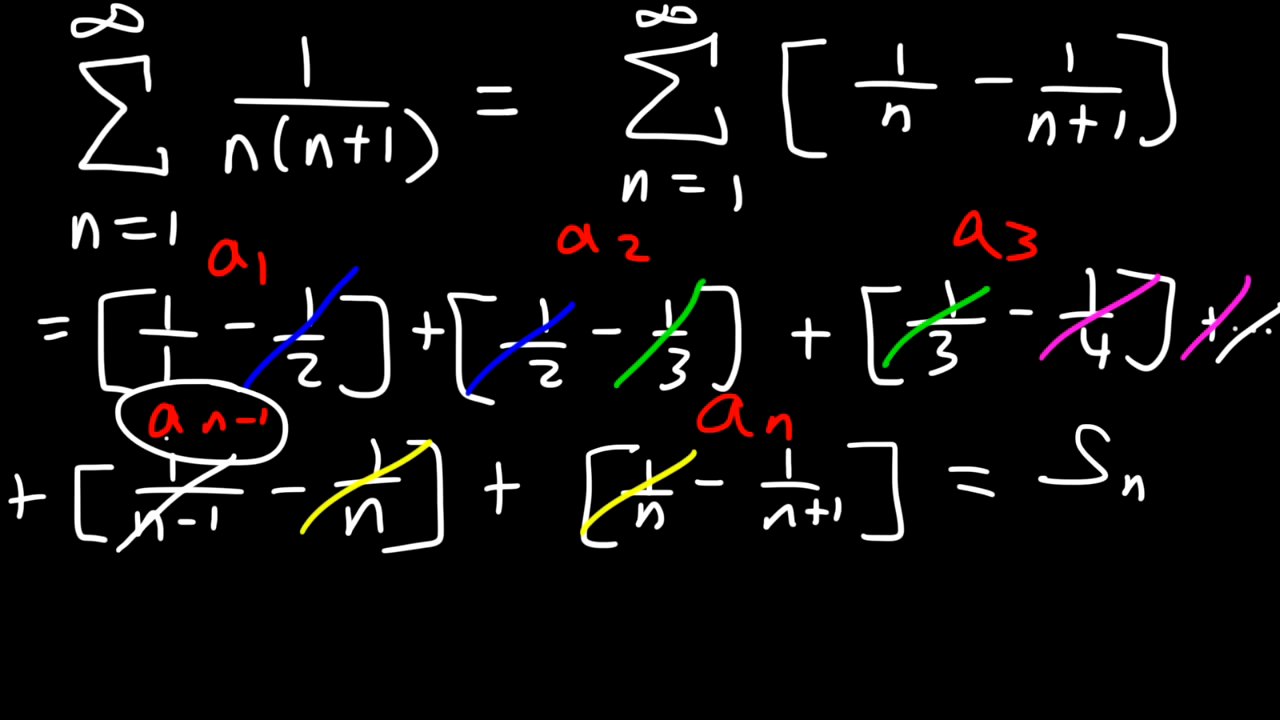 ∞ ∑ n=1 1/n(n+1) = ∞ ∑ n=1 [1/n - 1/n+1]
a1 a2 a3
= [1/1 - 1/2] + [1/2 - 1/3] + [1/3 - 1/4] + ...
a n-1 an
+ [1/n-1 - 1/n] + [1/n - 1/n+1] = Sn